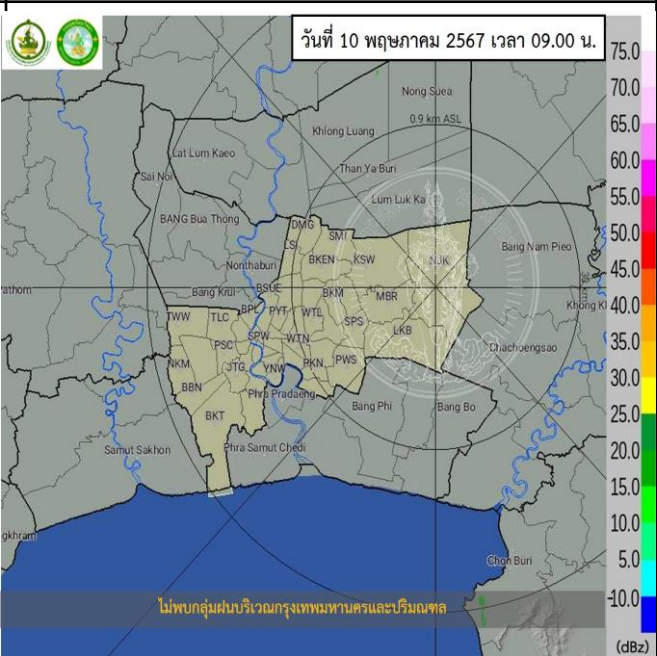 วันที่ 10 พฤษภาคม 2567 เวลา 09.00 น.
75.0
70.0
65.0
60.0
55.0
50.0
45.0
40.0
35.0
30.0
25.0
20.0
15.0
10.0
5.0
-10.0
(dBz)
Nong Suea
0.9 km ASL
Khlong Luang
Lat Lum Kaeo
Than Ya Buri
Sai Noi
Lum Luk Ka
BANG Bua Thong
DMG
SMI
LSI
Bang Nam Pieo
BKEN
KSW
NJK
Nonthaburi
athom
Bang Krui
BSUE
BKM
MBR
Khong Kl
TWW
TLC
BPL
PYT
WTL
SPS
LKB
PSC
SPW
WTN
Chachoengsao
NKM
JTG
YNW
PKN
PWS
BBN
Phra Pradaeng
BKT
Bang Phi
Bang Bo
Samut Sakhon
Phra Samut Chedi
gkhram
Chon Buri
ไม่พบกลุ่มฝนบริเวณกรุงเทพมหานครและปริมณฑล